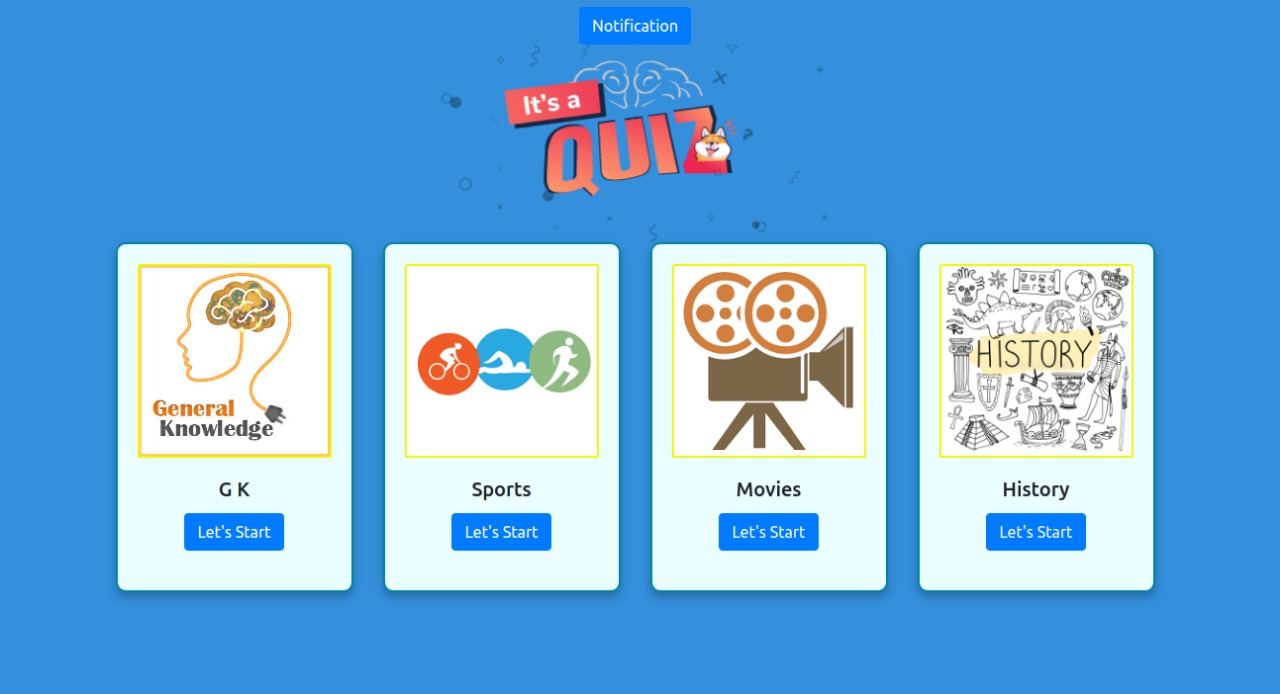 Notification
It's a
QUIZ
General
Knowledge
HISTORY
G K
Sports
Movies
History
Let's Start
Let's Start
Let's Start
Let's Start